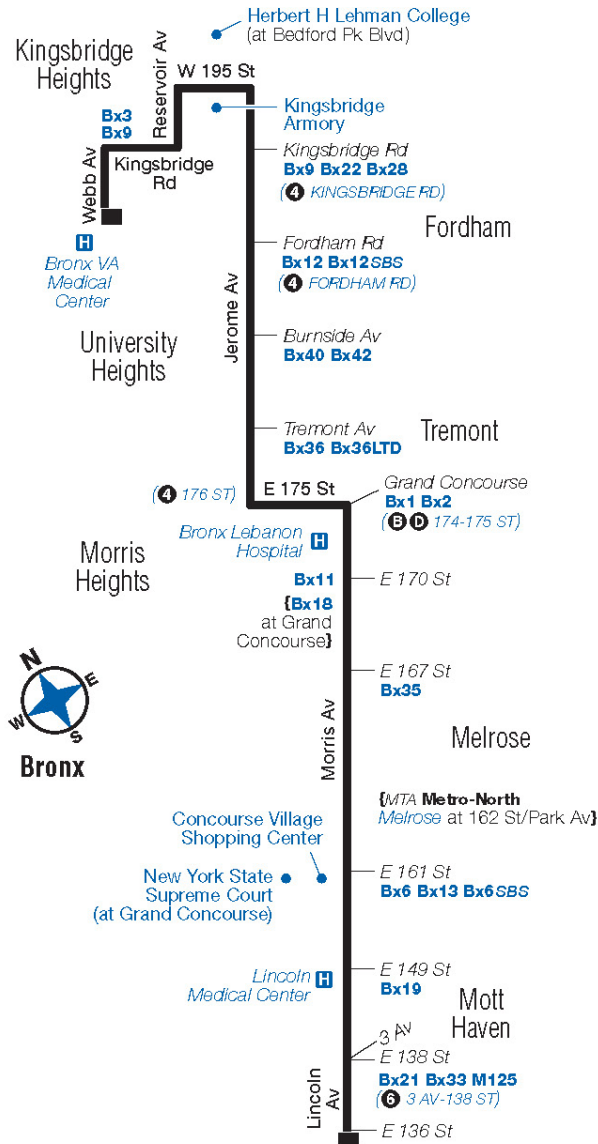 Herbert H Lehman College
(at Bedford Pk Blvd)
Kingsbridge
Heights
Reservoir Av
W 195 St
Kingsbridge
Armory
Bx3
Bx9
Webb Av
Kingsbridge
Rd
Kingsbridge Rd
Bx9 Bx22 Bx28
(4 KINGSBRIDGE RD)
Fordham
H
Bronx VA
Medical
Center
Fordham Rd
Bx12 Bx12SBS
(4 FORDHAM RD)
Jerome Av
University
Heights
Burnside Av
Bx40 Bx42
Tremont Av
Bx36 Bx36LTD
Tremont
(4 176 ST)
E 175 St
Grand Concourse
Bx1 Bx2
(B D 174-175 ST)
Bronx Lebanon
Hospital H
Morris
Heights
Bx11
E 170 St
{Bx18
at Grand
Concourse}
N
E
W
S
Bronx
E 167 St
Bx35
Morris Av
Melrose
{MTA Metro-North
Melrose at 162 St/Park Av}
Concourse Village
Shopping Center
New York State
Supreme Court
(at Grand Concourse)
E 161 St
Bx6 Bx13 Bx6SBS
Lincoln H
Medical Center
E 149 St
Bx19
Mott
Haven
3 Av
E 138 St
Bx21 Bx33 M125
(6 3 AV-138 ST)
Lincoln
Av
E 136 St